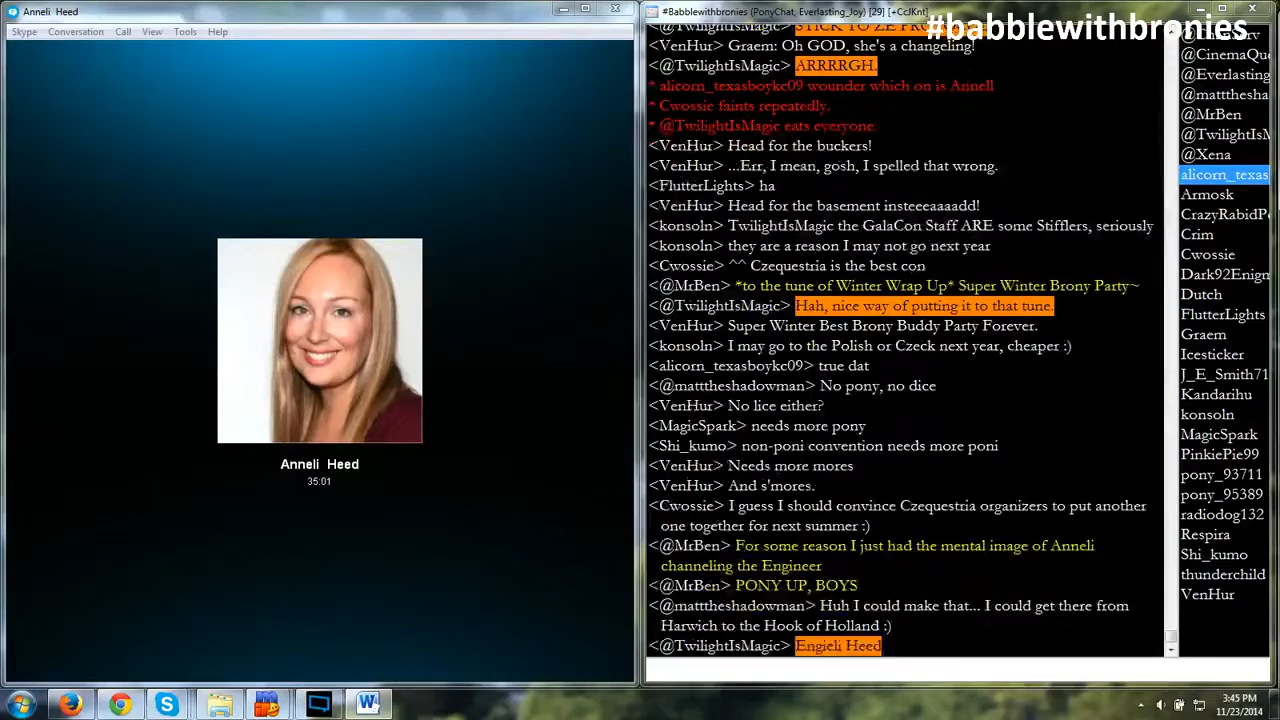 Anneli Heed
Skype Conversation Call View Tools Help
Anneli Heed
35:01
#Babblewithbronies (PonyChat, Everlasting_Joy) [29] [+CcJKnt]
#babblewithbronies
<VenHur> Graem: Oh GOD, she's a changeling!
<@TwilightIsMagic> ARRRRGH.
* alicorn_texasboykc09 wounder which on is Annell
* Cwossie faints repeatedly.
* @TwilightIsMagic eats everyone.
<VenHur> Head for the buckers!
<VenHur> ...Err, I mean, gosh, I spelled that wrong.
<FlutterLights> ha
<VenHur> Head for the basement insteeeaaaadd!
<konsoln> TwilightIsMagic the GalaCon Staff ARE some Stifflers, seriously
<konsoln> they are a reason I may not go next year
<Cwossie> ^^ Czequestria is the best con
<@MrBen> *to the tune of Winter Wrap Up* Super Winter Brony Party~
<@TwilightIsMagic> Hah, nice way of putting it to that tune.
<VenHur> Super Winter Best Brony Buddy Party Forever.
<konsoln> I may go to the Polish or Czeck next year, cheaper :)
<alicorn_texasboykc09> true dat
<@matttheshadowman> No pony, no dice
<VenHur> No lice either?
<MagicSpark> needs more pony
<Shi_kumo> non-poni convention needs more poni
<VenHur> Needs more mores
<VenHur> And s'mores.
<Cwossie> I guess I should convince Czequestria organizers to put another
one together for next summer :)
<@MrBen> For some reason I just had the mental image of Anneli
channeling the Engineer
<@MrBen> PONY UP, BOYS
<@matttheshadowman> Huh I could make that... I could get there from
Harwich to the Hook of Holland :)
<@TwilightIsMagic> Engieli Heed
@CinemaQu
@Everlasting
@matttheshad
@MrBen
@TwilightIs
@Xena
alicorn_texas
Armosk
CrazyRabidP
Crim
Cwossie
Dark92Enigm
Dutch
FlutterLights
Graem
Icesticker
J_E_Smith71
Kandarihu
konsoln
MagicSpark
PinkiePie99
pony_93711
pony_95389
radiodog132
Respira
Shi_kumo
thunderchild
VenHur
3:45 PM
11/23/2014